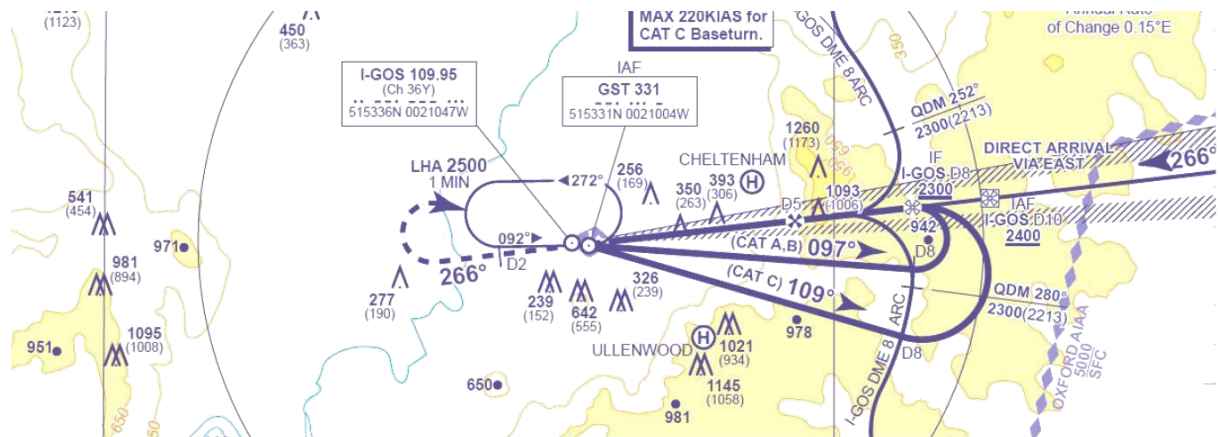 (1123)
450
(363)
MAX 220KIAS for
CAT C Baseturn.
Annual Rate
of Change 0.15°E
350
IAF
I-GOS 109.95
(Ch 36Y)
515336N 0021047W
GST 331
515331N 0021004W
I-GOS DME 8 ARC
QDM 252°
2300(2213)
1260
(1173)
650
950
LHA 2500
1 MIN
272°
256
(169)
CHELTENHAM
H
393
(306)
350
(263)
1093
(1006)
IF
I-GOS D8
2300
DIRECT ARRIVAL
VIA EAST
266°
541
(454)
971
092°
D2
266°
D5
942
D8
IAF
I-GOS D10
2400
(CAT A,B) 097°
(CAT C) 109°
981
(894)
277
(190)
239
(152)
642
(555)
326
(239)
QDM 280°
2300(2213)
978
951
1095
(1008)
ULLENWOOD
H
1021
(934)
1145
(1058)
D8
I-GOS DME 8 ARC
OXFORD AIAA
5000
SFC
650
981
650